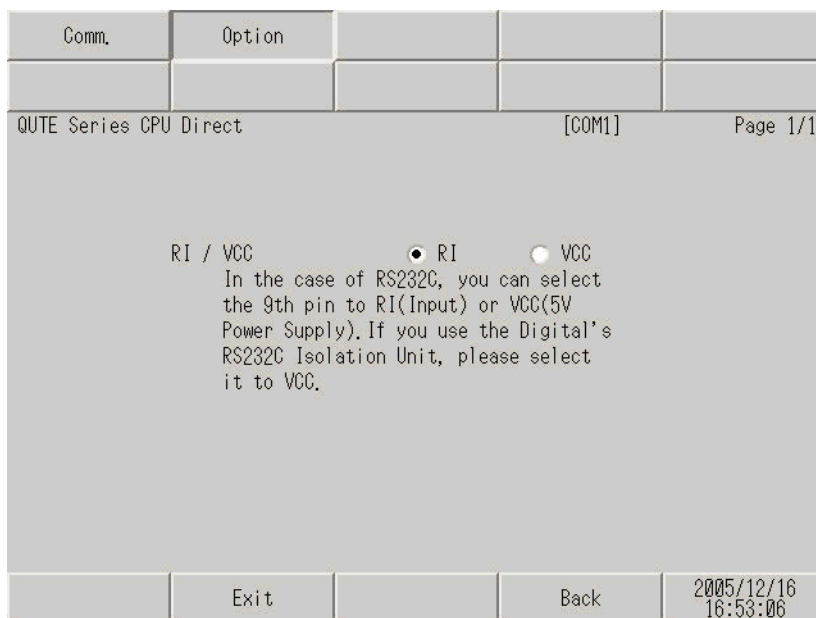 Comm. Option
QUTE Series CPU Direct [COM1] Page 1/1
RI / VCC RI VCC
In the case of RS232C, you can select
the 9th pin to RI(Input) or VCC(5V
Power Supply).If you use the Digital's
RS232C Isolation Unit, please select
it to VCC.
Exit Back 2005/12/16
16:53:06